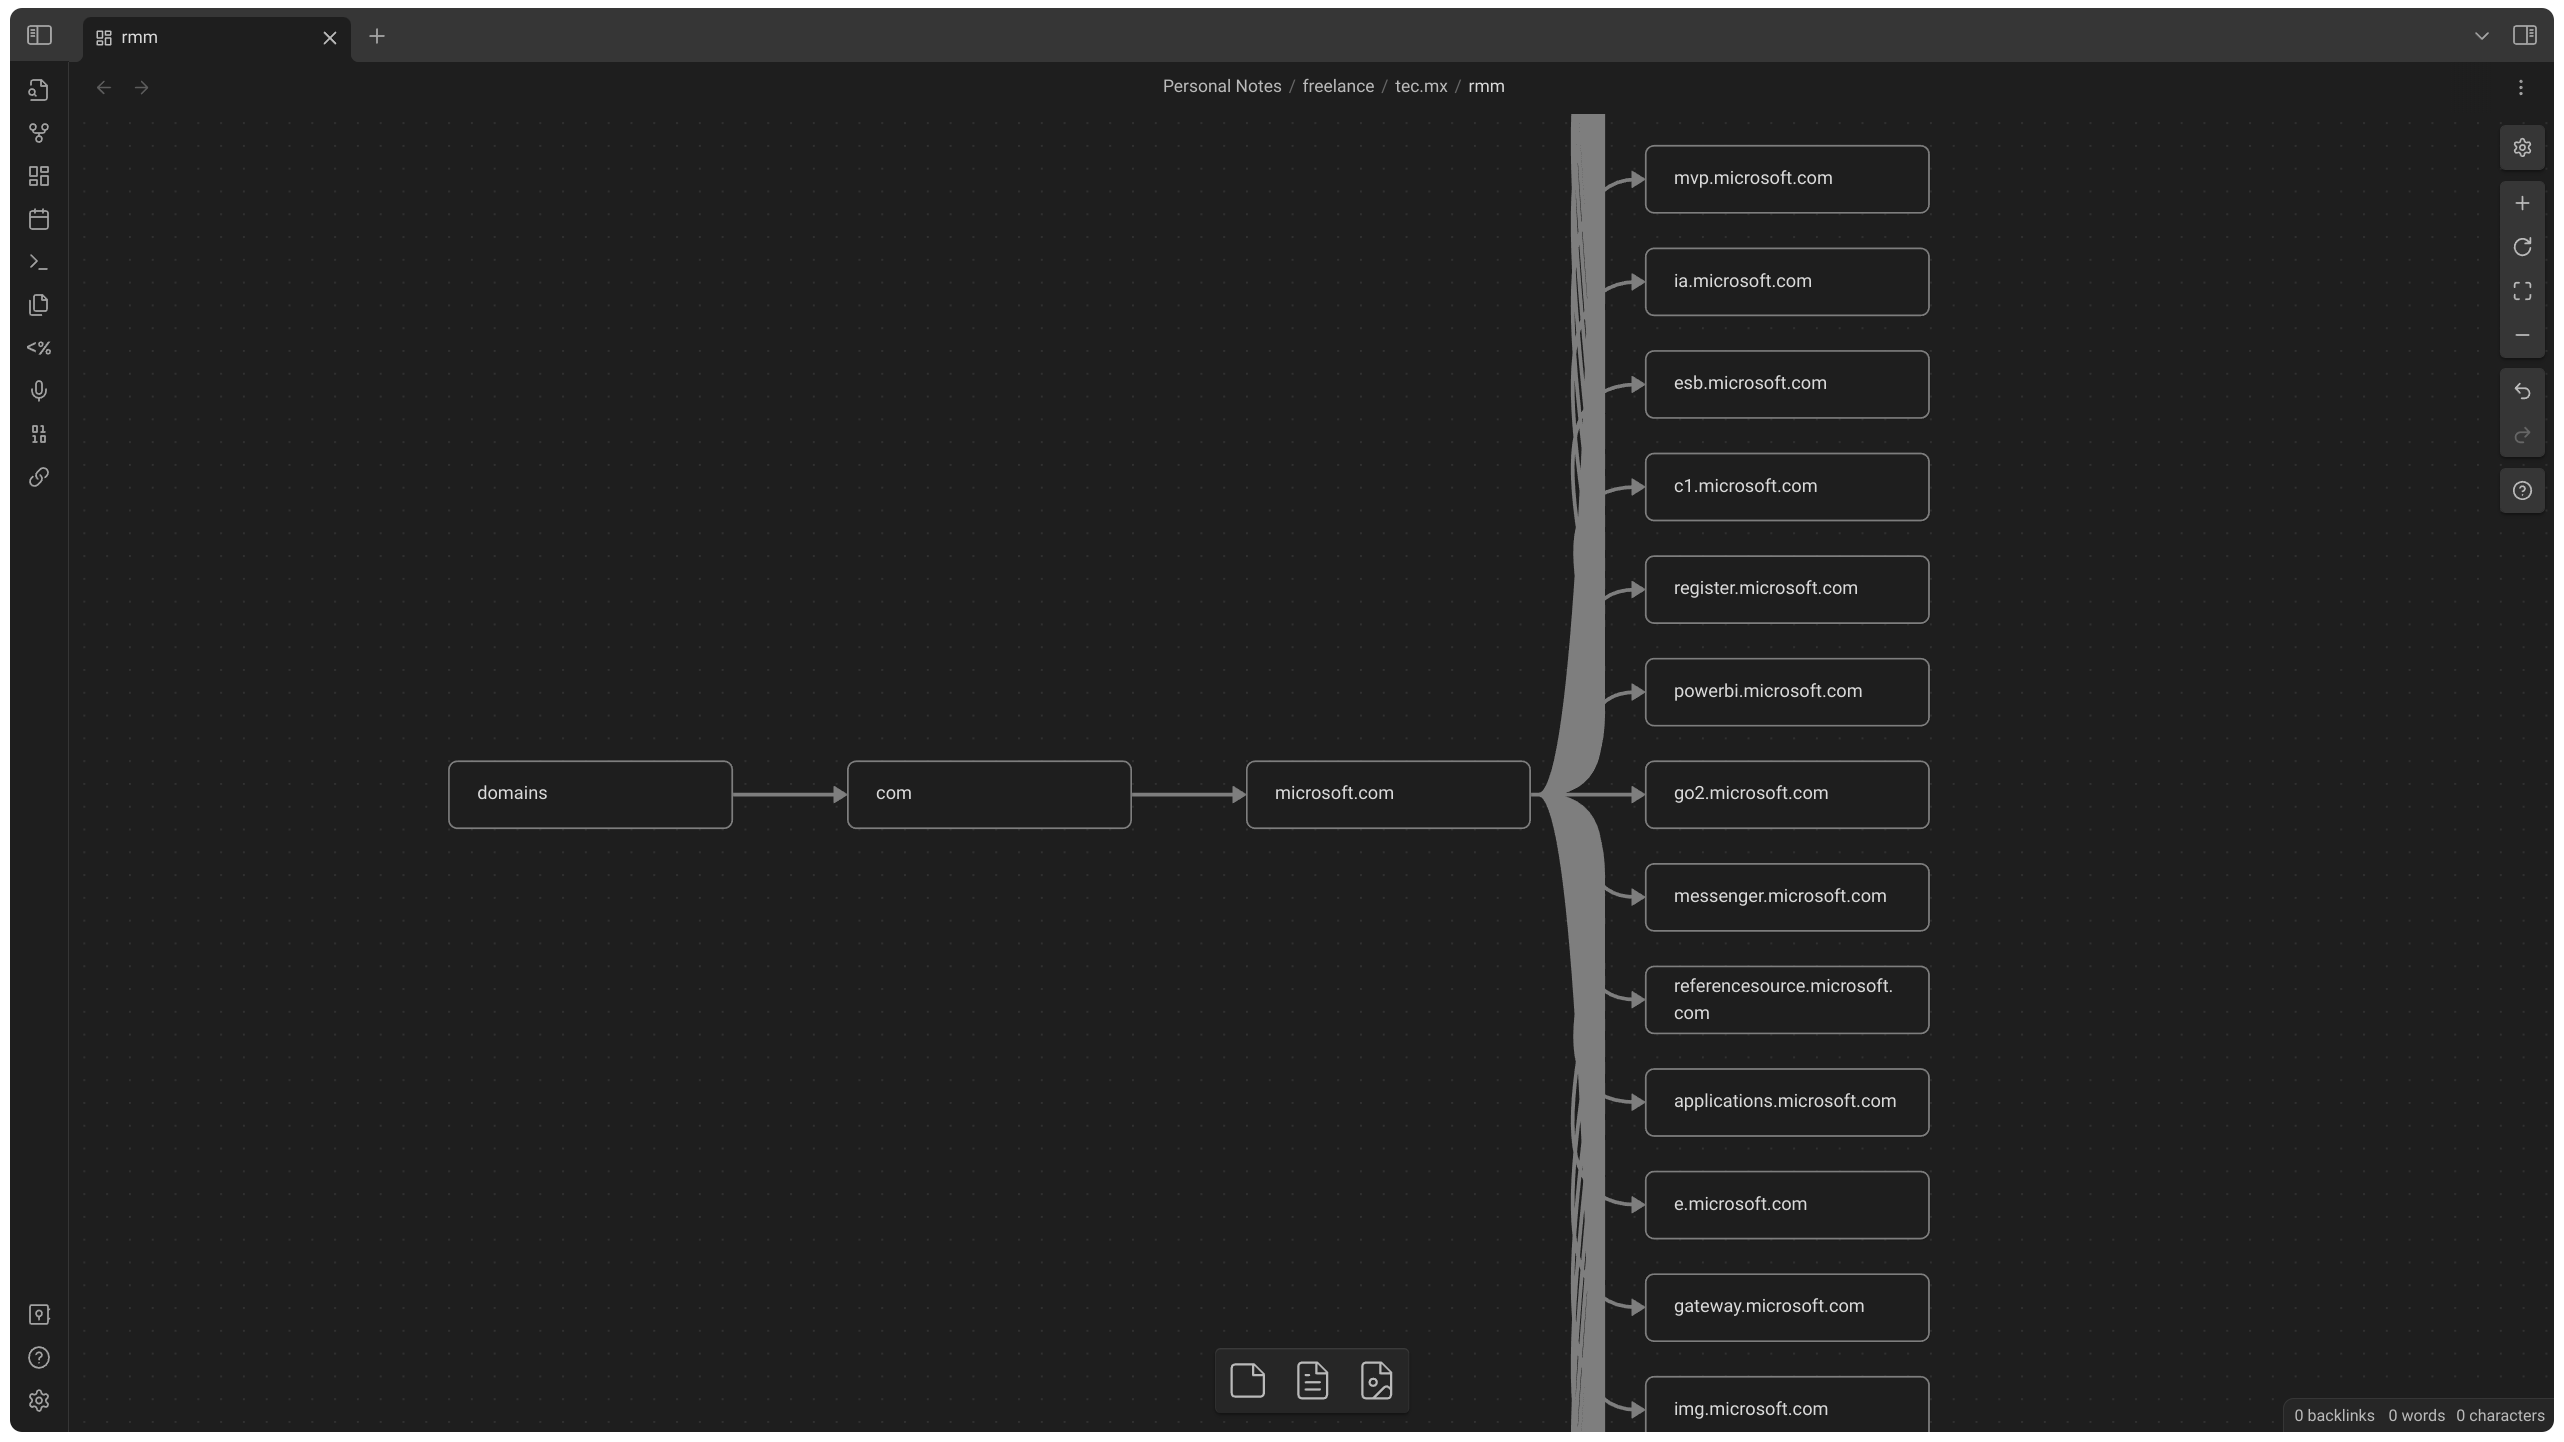 rmm
Personal Notes / freelance / tec.mx / rmm
mvp.microsoft.com
ia.microsoft.com
esb.microsoft.com
c1.microsoft.com
register.microsoft.com
powerbi.microsoft.com
domains
com
microsoft.com
go2.microsoft.com
messenger.microsoft.com
referencesource.microsoft.
com
applications.microsoft.com
e.microsoft.com
gateway.microsoft.com
img.microsoft.com
0 backlinks 0 words 0 characters